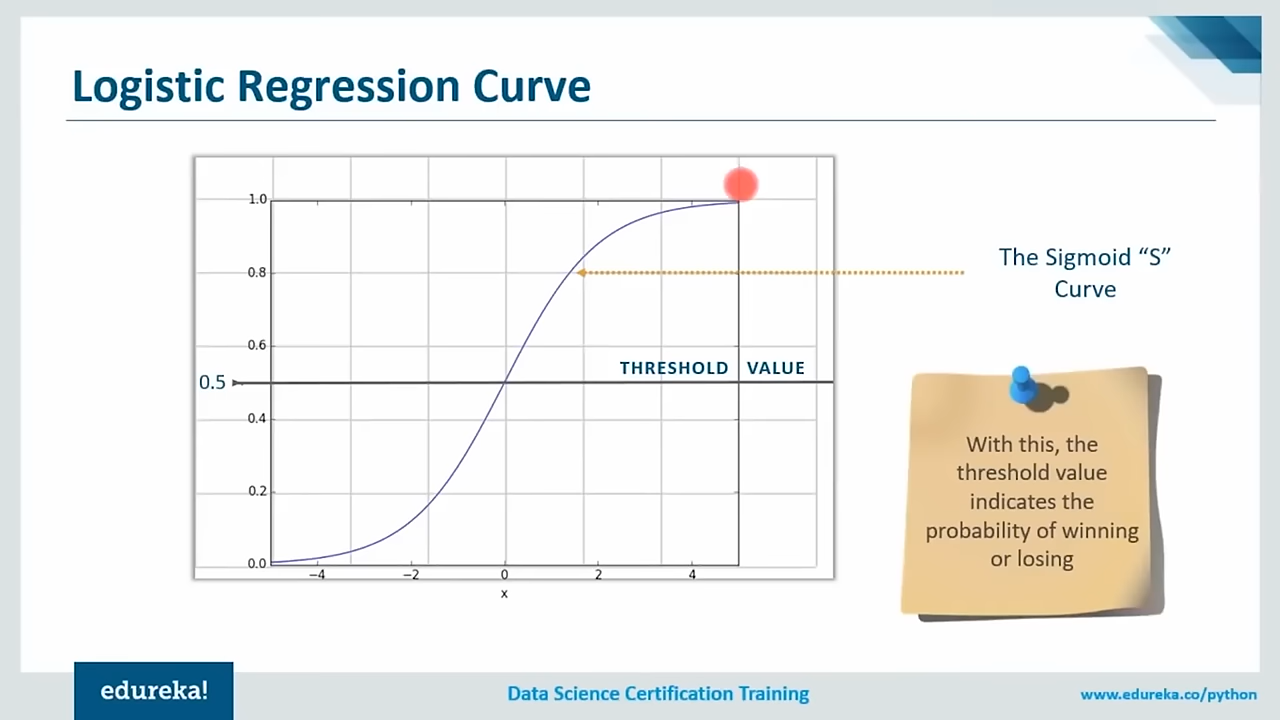 Logistic Regression Curve
1.0
0.8
0.6
0.5
0.4
0.2
0.0
THRESHOLD VALUE
−4 −2 0 2 4
x
The Sigmoid “S”
Curve
With this, the
threshold value
indicates the
probability of winning
or losing
edureka!
Data Science Certification Training
www.edureka.co/python